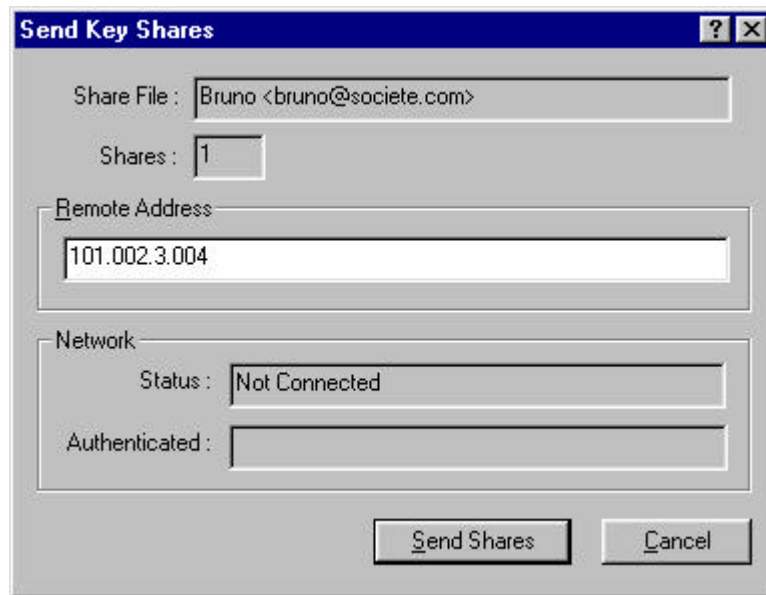 Send Key Shares
Share File : Bruno <bruno@societe.com>
Shares : 1
Remote Address
101.002.3.004
Network
Status : Not Connected
Authenticated :
Send Shares Cancel